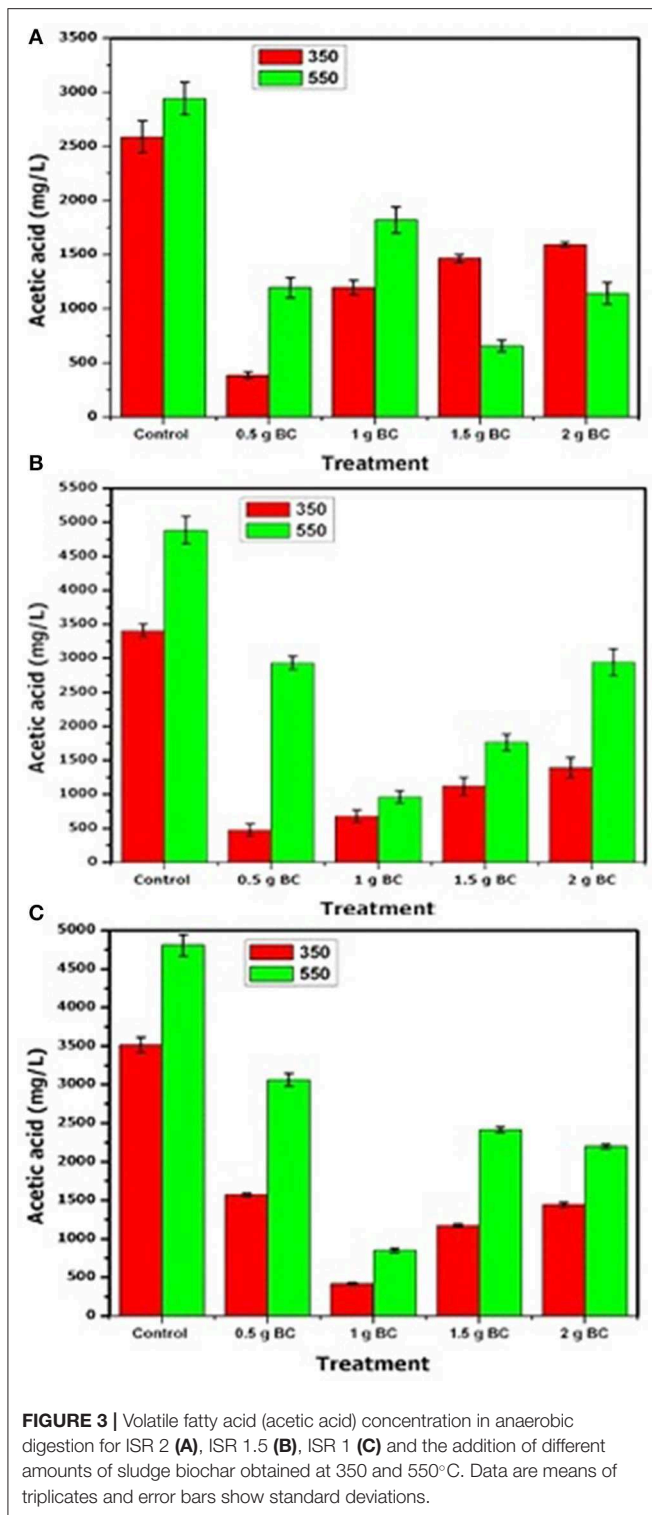 A
3500
3000
2500
2000
1500
1000
500
0
Acetic acid (mg/L)
350
550
Control 0.5 g BC 1 g BC 1.5 g BC 2 g BC
Treatment
B
5500
5000
4500
4000
3500
3000
2500
2000
1500
1000
500
0
Acetic acid (mg/L)
350
550
Control 0.5 g BC 1 g BC 1.5 g BC 2 g BC
Treatment
C
5000
4500
4000
3500
3000
2500
2000
1500
1000
500
0
Acetic acid (mg/L)
350
550
Control 0.5 g BC 1 g BC 1.5 g BC 2 g BC
Treatment
FIGURE 3 | Volatile fatty acid (acetic acid) concentration in anaerobic
digestion for ISR 2 (A), ISR 1.5 (B), ISR 1 (C) and the addition of different
amounts of sludge biochar obtained at 350 and 550°C. Data are means of
triplicates and error bars show standard deviations.